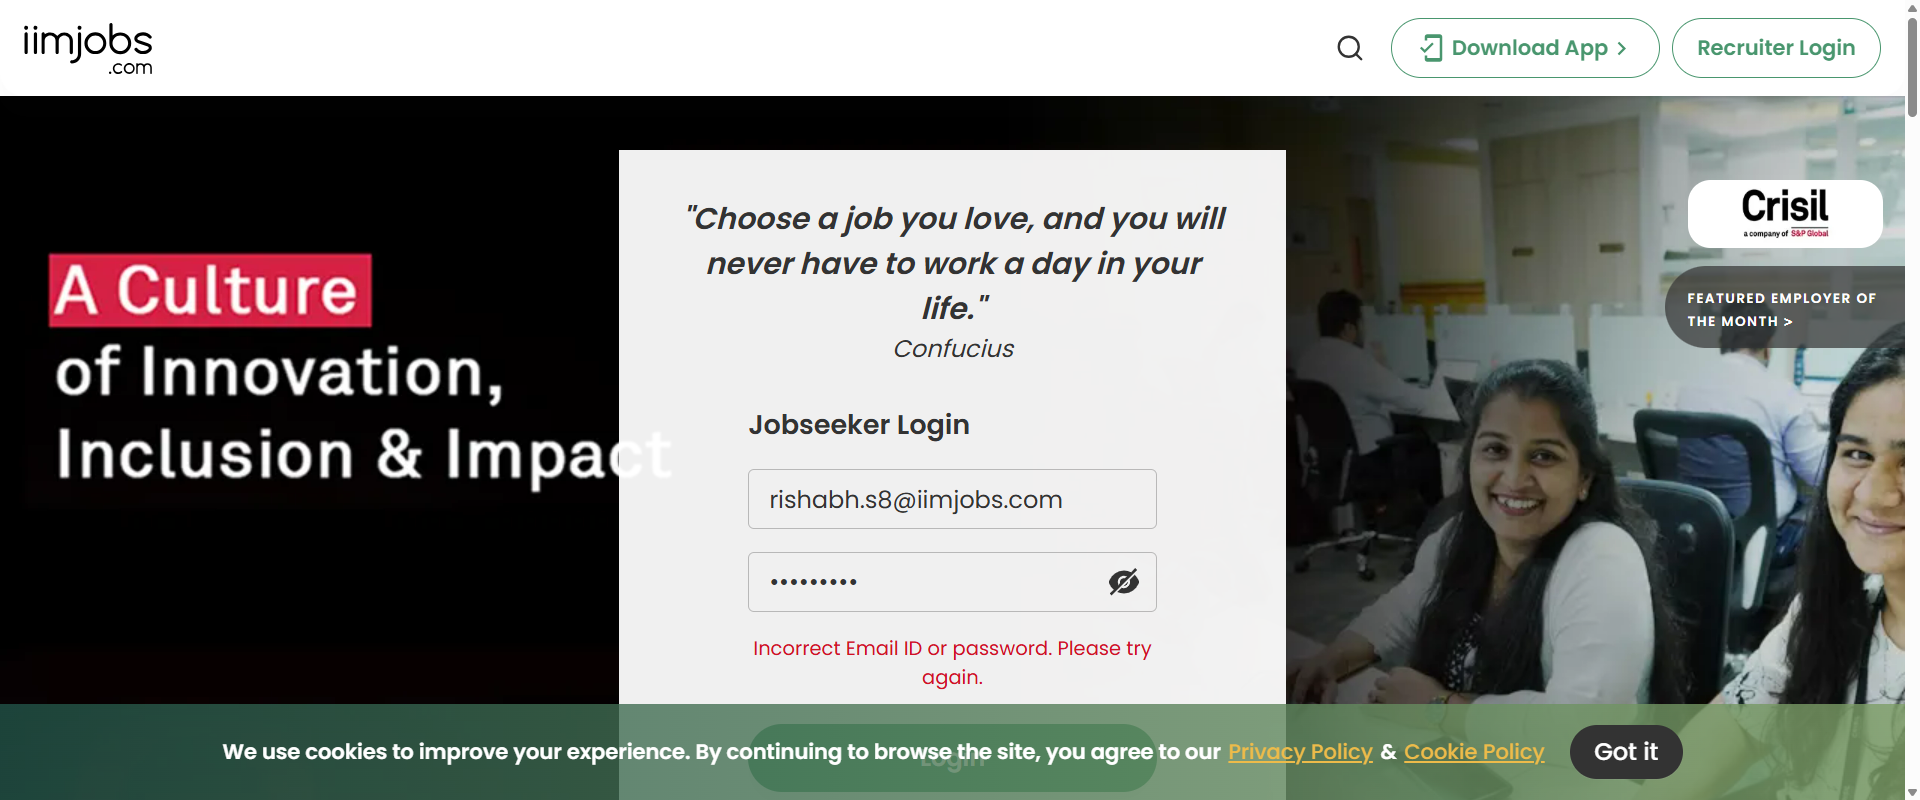 iimjobs
.com
Download App >
Recruiter Login
A Culture
of Innovation,
Inclusion & Impact
"Choose a job you love, and you will
never have to work a day in your
life."
Confucius
Jobseeker Login
rishabh.s8@iimjobs.com
•••••••••
Incorrect Email ID or password. Please try
again.
Login
Crisil
a company of S&P Global
FEATURED EMPLOYER OF
THE MONTH >
We use cookies to improve your experience. By continuing to browse the site, you agree to our Privacy Policy & Cookie Policy
Got it